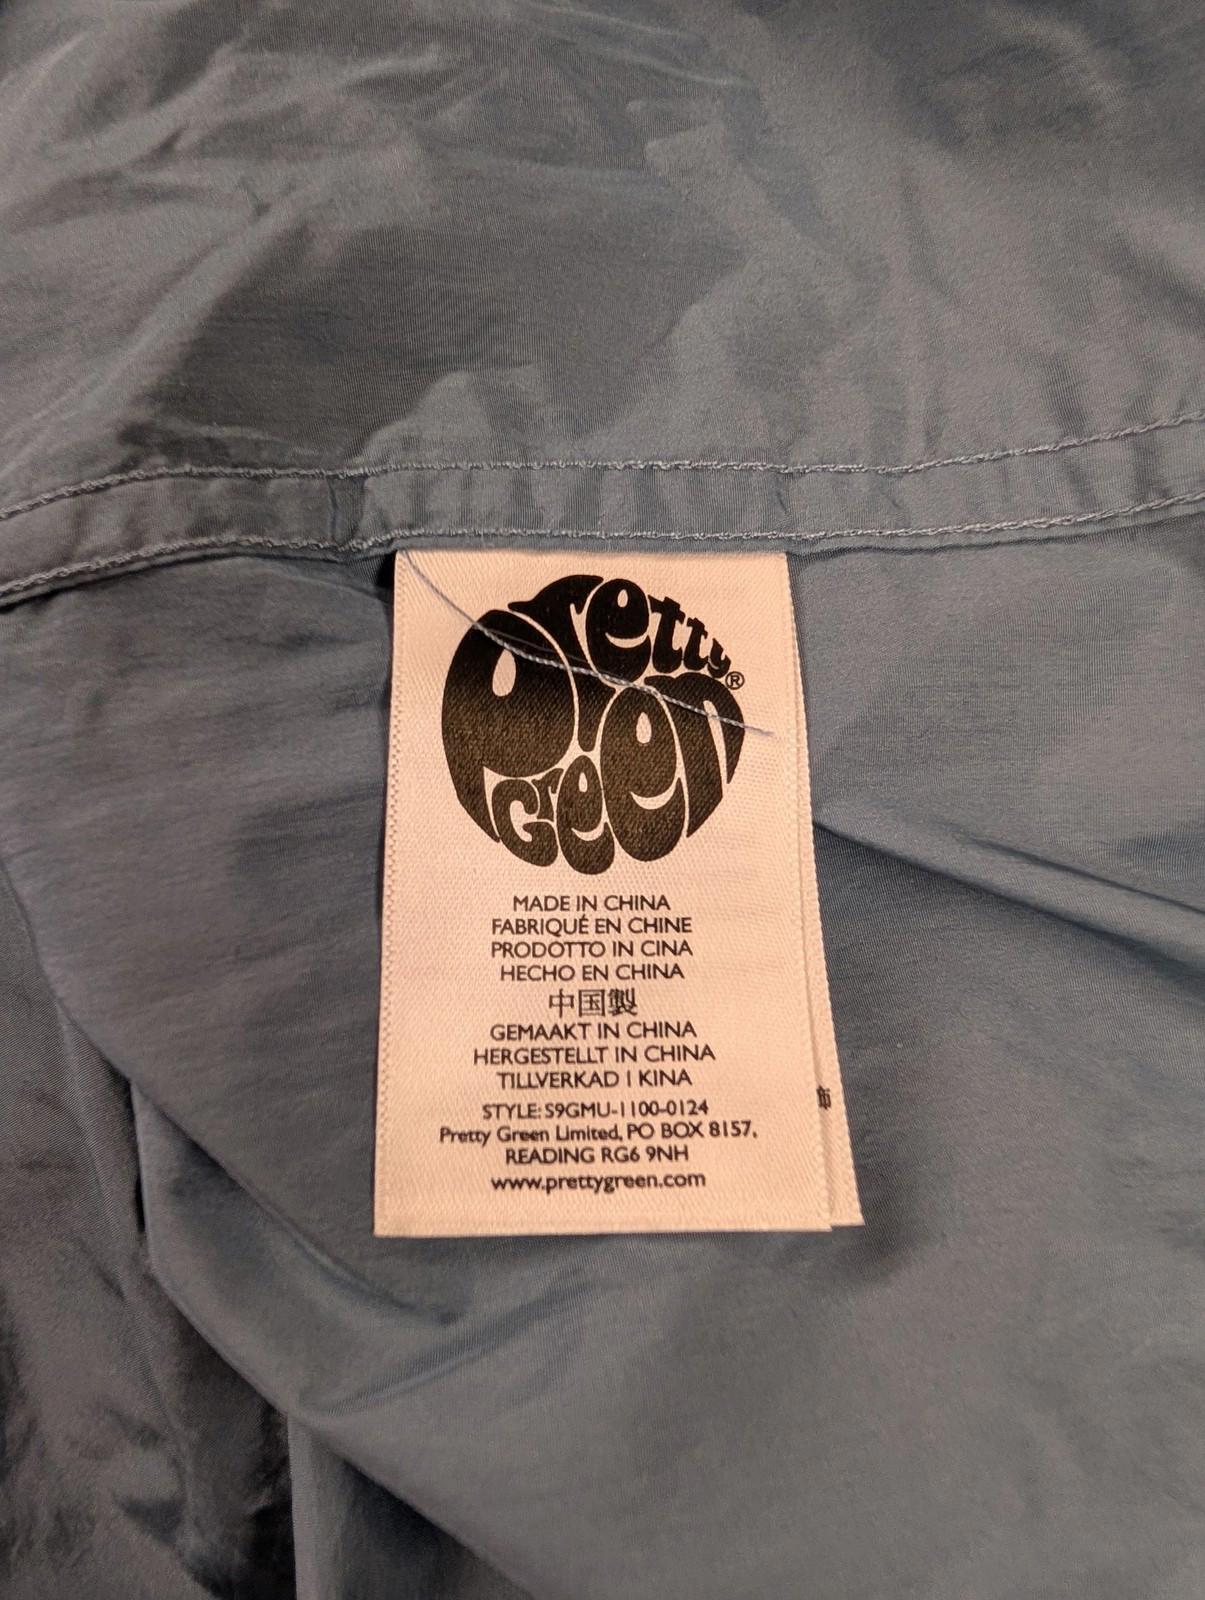 Pretty
Green®
MADE IN CHINA
FABRIQUÉ EN CHINE
PRODOTTO IN CINA
HECHO EN CHINA
中国製
GEMAAKT IN CHINA
HERGESTELLT IN CHINA
TILLVERKAD I KINA
STYLE: S9GMU-1100-0124
Pretty Green Limited, PO BOX 8157,
READING RG6 9NH
www.prettygreen.com